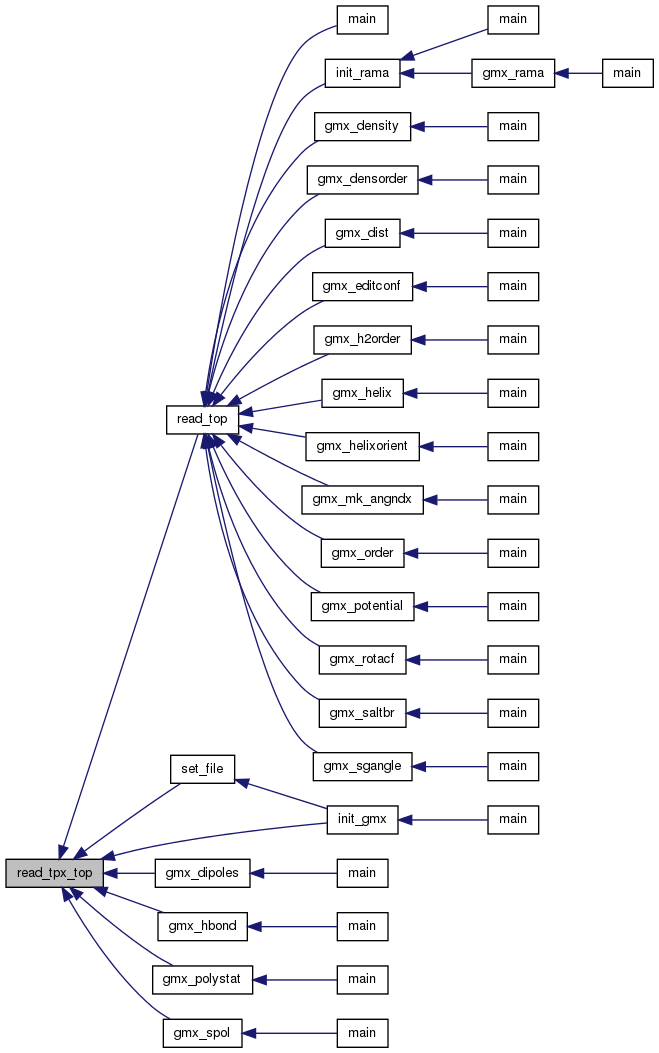 main
main
init_rama
gmx_rama
main
gmx_density
main
gmx_densorder
main
gmx_dist
main
gmx_editconf
main
gmx_h2order
main
gmx_helix
main
read_top
gmx_helixorient
main
gmx_mk_angndx
main
gmx_order
main
gmx_potential
main
gmx_rotacf
main
gmx_saltbr
main
gmx_sgangle
main
set_file
init_gmx
main
read_tpx_top
gmx_dipoles
main
gmx_hbond
main
gmx_polystat
main
gmx_spol
main